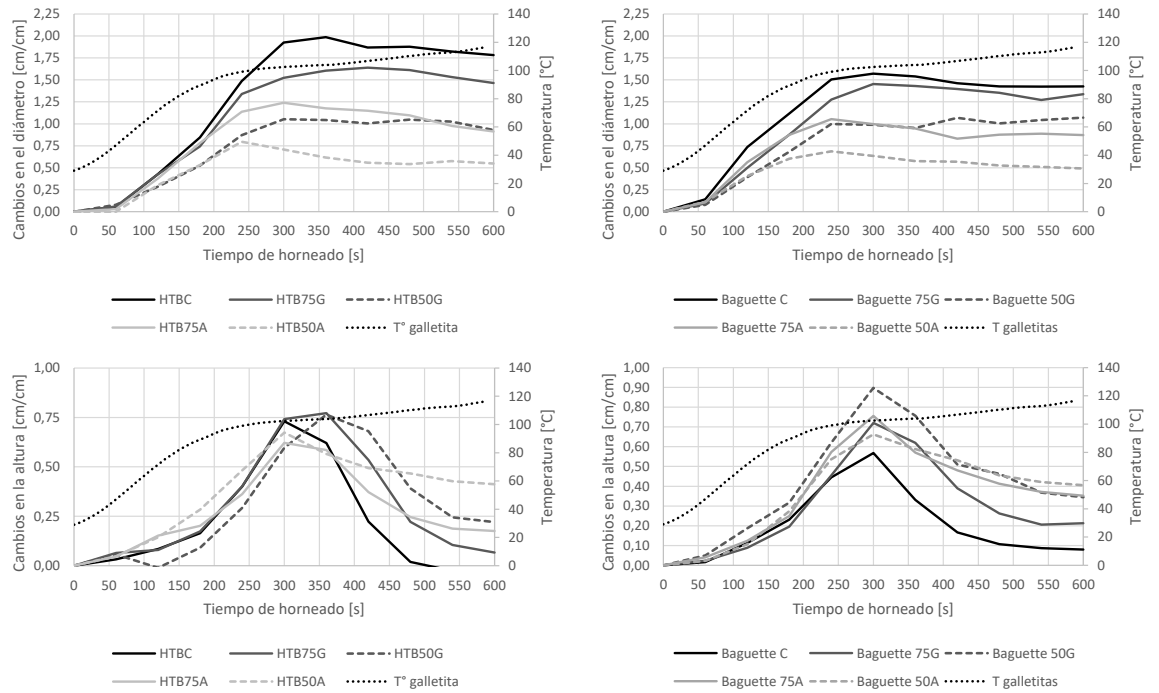 Cambios en el diámetro [cm/cm]
2,25
2,00
1,75
1,50
1,25
1,00
0,75
0,50
0,25
0,00
140
120
100
80
60
40
20
0
Temperatura [°C]
0 50 100 150 200 250 300 350 400 450 500 550 600
Tiempo de horneado [s]
HTBC HTB75G HTB50G
HTB75A HTB50A T° galletita
Cambios en el diámetro [cm/cm]
2,25
2,00
1,75
1,50
1,25
1,00
0,75
0,50
0,25
0,00
140
120
100
80
60
40
20
0
Temperatura [°C]
0 50 100 150 200 250 300 350 400 450 500 550 600
Tiempo de horneado [s]
Baguette C Baguette 75G Baguette 50G
Baguette 75A Baguette 50A T galletitas
Cambios en la altura [cm/cm]
1,00
0,75
0,50
0,25
0,00
140
120
100
80
60
40
20
0
Temperatura [°C]
0 50 100 150 200 250 300 350 400 450 500 550 600
Tiempo de horneado [s]
HTBC HTB75G HTB50G
HTB75A HTB50A T° galletita
Cambios en la altura [cm/cm]
1,00
0,90
0,80
0,70
0,60
0,50
0,40
0,30
0,20
0,10
0,00
140
120
100
80
60
40
20
0
Temperatura [°C]
0 50 100 150 200 250 300 350 400 450 500 550 600
Tiempo de horneado [s]
Baguette C Baguette 75G Baguette 50G
Baguette 75A Baguette 50A T galletitas